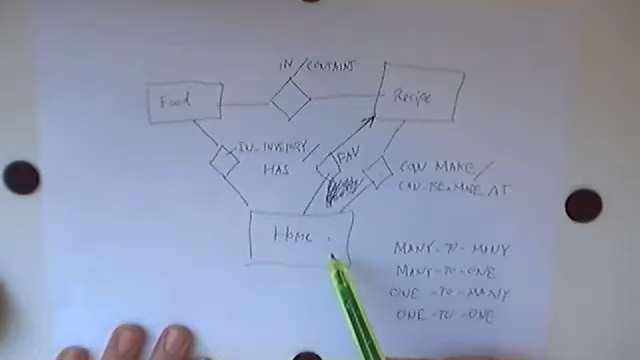 IN / CONTAINT
Food
Recipe
IN-INVENTORY /
HAS
FAV
CAN MAKE /
CAN-BE-MADE AT
Home
MANY-TO-MANY
MANY-TO-ONE
ONE-TO-MANY
ONE-TO-ONE